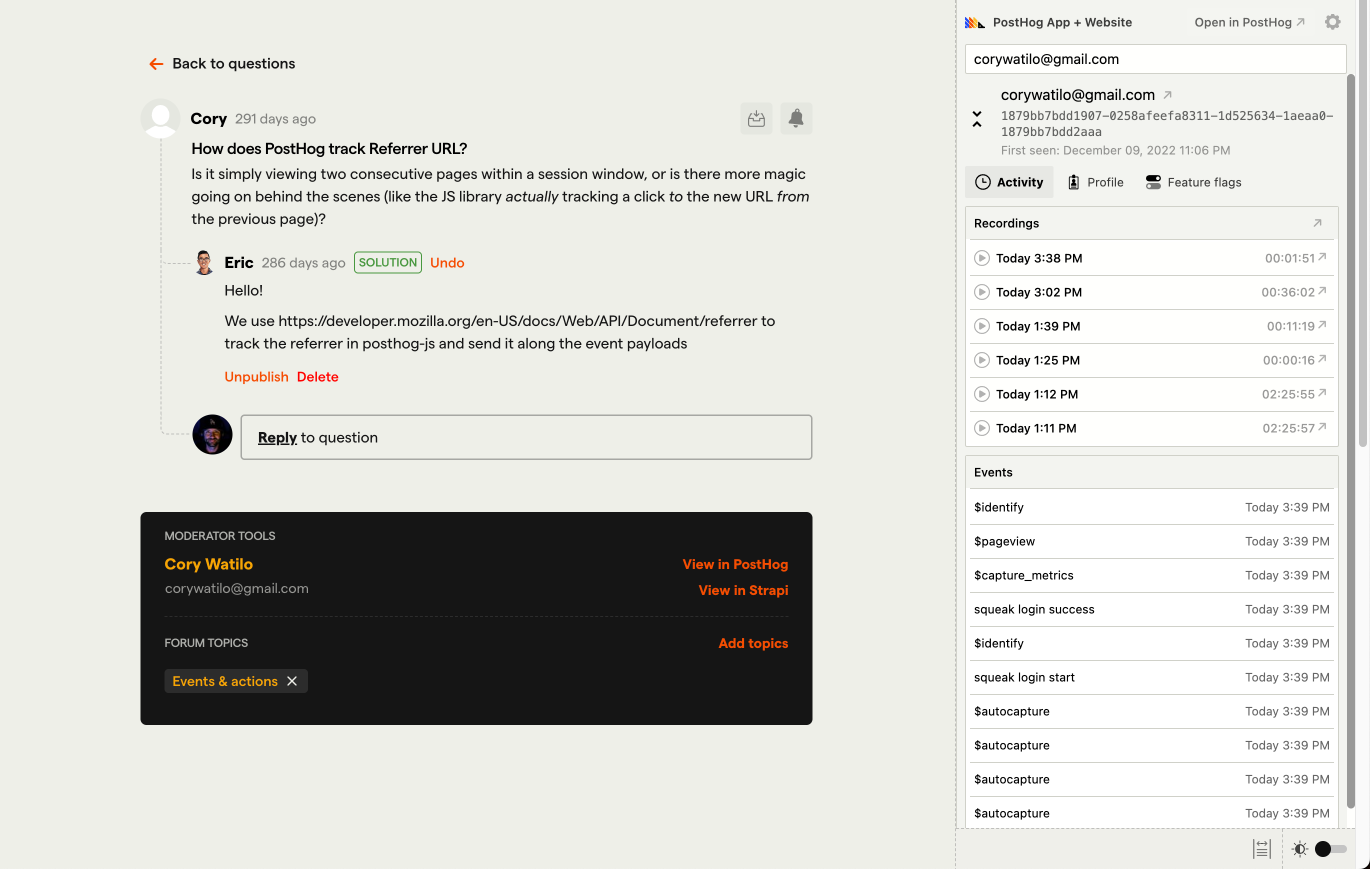 Back to questions
Cory 291 days ago
How does PostHog track Referrer URL?
Is it simply viewing two consecutive pages within a session window, or is there more magic
going on behind the scenes (like the JS library actually tracking a click to the new URL from
the previous page)?
Eric 286 days ago SOLUTION Undo
Hello!
We use https://developer.mozilla.org/en-US/docs/Web/API/Document/referrer to
track the referrer in posthog-js and send it along the event payloads
Unpublish Delete
Reply to question
MODERATOR TOOLS
Cory Watilo View in PostHog
corywatilo@gmail.com View in Strapi
FORUM TOPICS Add topics
Events & actions
PostHog App + Website Open in PostHog
corywatilo@gmail.com
corywatilo@gmail.com
1879bb7bdd1907-0258afeefa8311-1d525634-1aeaa0-
1879bb7bdd2aaa
First seen: December 09, 2022 11:06 PM
Activity Profile Feature flags
Recordings
Today 3:38 PM 00:01:51
Today 3:02 PM 00:36:02
Today 1:39 PM 00:11:19
Today 1:25 PM 00:00:16
Today 1:12 PM 02:25:55
Today 1:11 PM 02:25:57
Events
$identify Today 3:39 PM
$pageview Today 3:39 PM
$capture_metrics Today 3:39 PM
squeak login success Today 3:39 PM
$identify Today 3:39 PM
squeak login start Today 3:39 PM
$autocapture Today 3:39 PM
$autocapture Today 3:39 PM
$autocapture Today 3:39 PM
$autocapture Today 3:39 PM